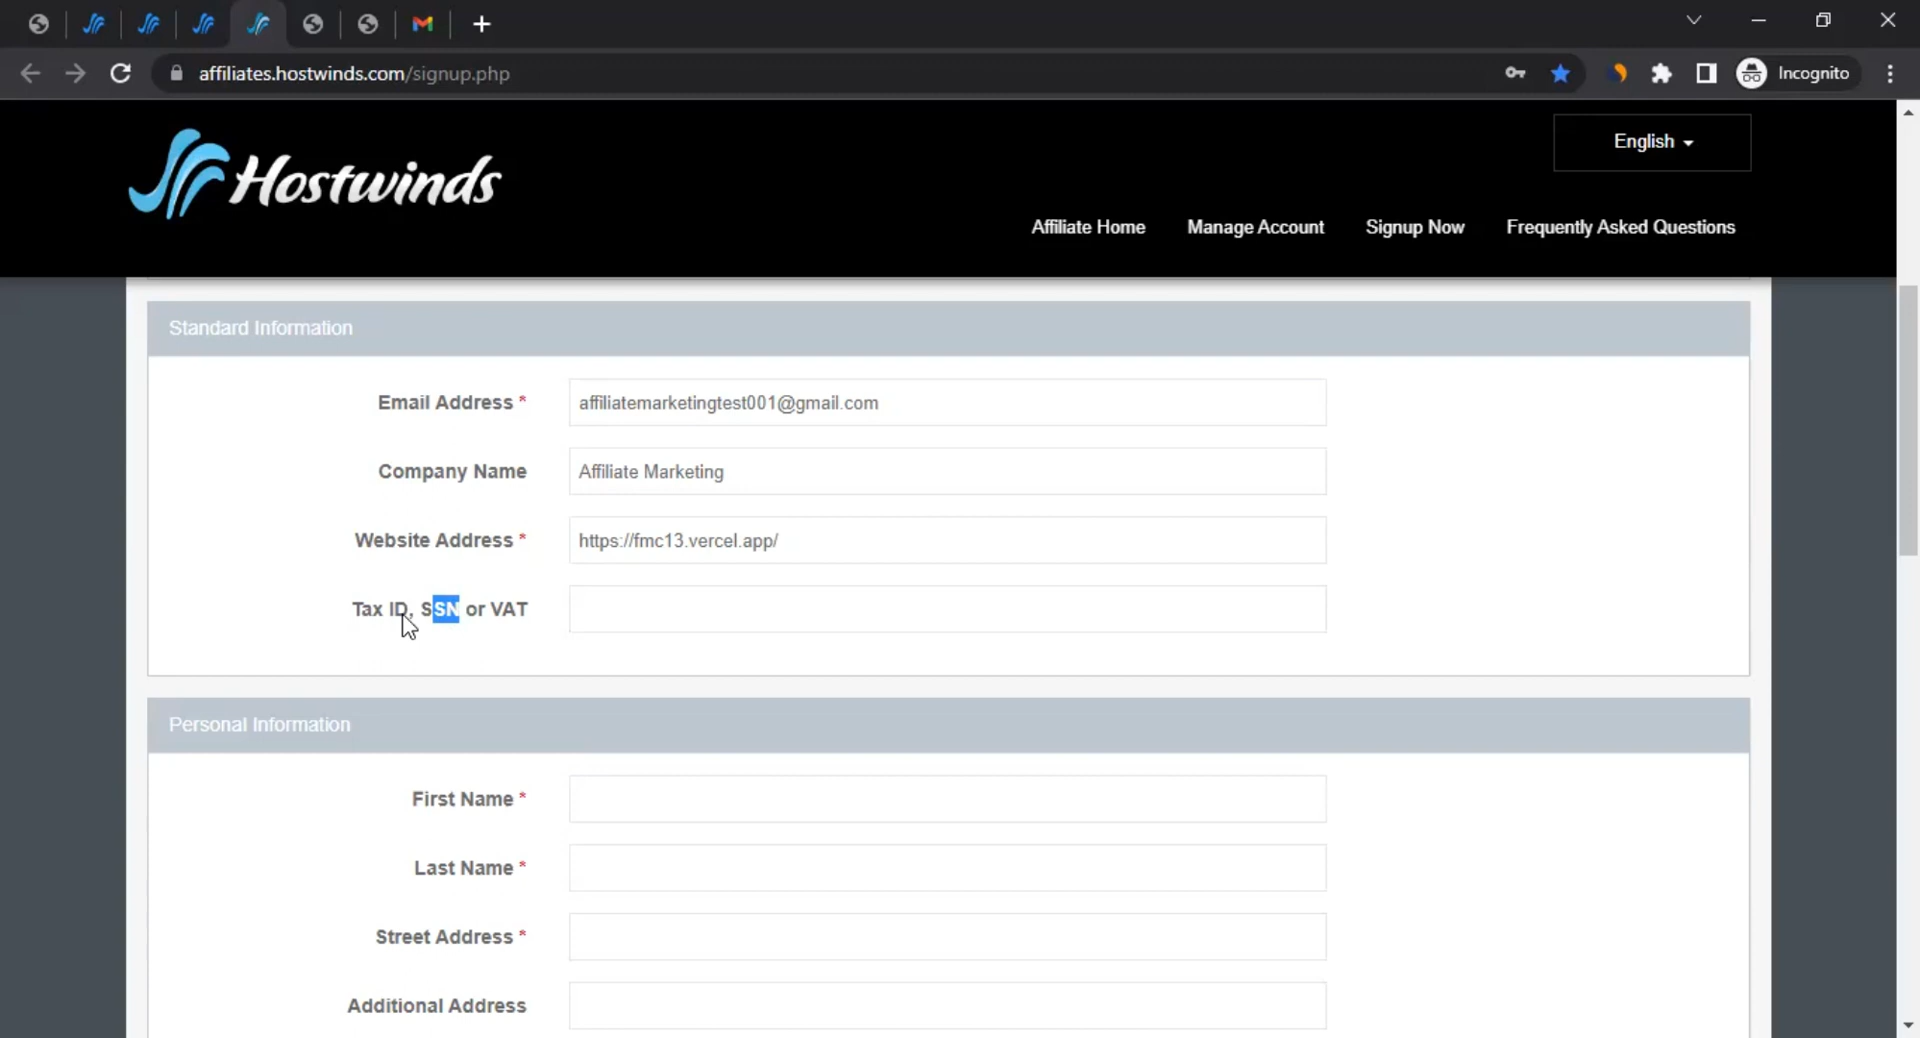 affiliates.hostwinds.com/signup.php
Incognito
Hostwinds
English
Affiliate Home Manage Account Signup Now Frequently Asked Questions
Standard Information
Email Address * affiliatemarketingtest001@gmail.com
Company Name Affiliate Marketing
Website Address * https://fmc13.vercel.app/
Tax ID, SSN or VAT
Personal Information
First Name *
Last Name *
Street Address *
Additional Address